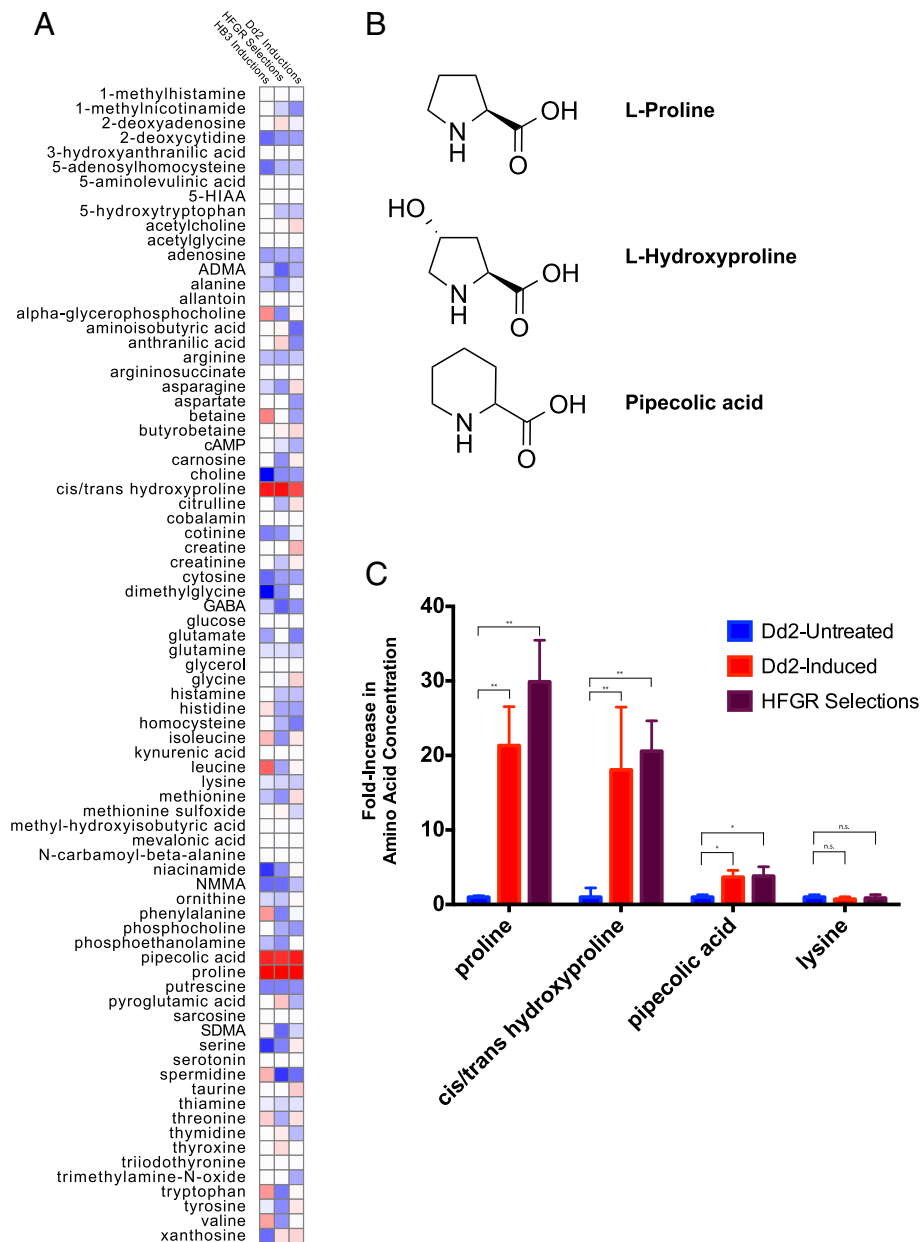 A
HB3 Inductions
HFGR Selections
Dd2 Inductions
1-methylhistamine
1-methylnicotinamide
2-deoxyadenosine
2-deoxycytidine
3-hydroxyanthranilic acid
5-adenosylhomocysteine
5-aminolevulinic acid
5-HIAA
5-hydroxytryptophan
acetylcholine
acetylglycine
adenosine
ADMA
alanine
allantoin
alpha-glycerophosphocholine
aminoisobutyric acid
anthranilic acid
arginine
argininosuccinate
asparagine
aspartate
betaine
butyrobetaine
cAMP
carnosine
choline
cis/trans hydroxyproline
citrulline
cobalamin
cotinine
creatine
creatinine
cytosine
dimethylglycine
GABA
glucose
glutamate
glutamine
glycerol
glycine
histamine
histidine
homocysteine
isoleucine
kynurenic acid
leucine
lysine
methionine
methionine sulfoxide
methyl-hydroxyisobutyric acid
mevalonic acid
N-carbamoyl-beta-alanine
niacinamide
NMMA
ornithine
phenylalanine
phosphocholine
phosphoethanolamine
pipecolic acid
proline
putrescine
pyroglutamic acid
sarcosine
SDMA
serine
serotonin
spermidine
taurine
thiamine
threonine
thymidine
thyroxine
triiodothyronine
trimethylamine-N-oxide
tryptophan
tyrosine
valine
xanthosine
B
N
H
O
OH
L-Proline
HO
N
H
O
OH
L-Hydroxyproline
N
H
O
OH
Pipecolic acid
C
Fold-Increase in
Amino Acid Concentration
40
30
20
10
0
**
**
**
**
*
*
n.s.
n.s.
Dd2-Untreated
Dd2-Induced
HFGR Selections
proline
cis/trans hydroxyproline
pipecolic acid
lysine